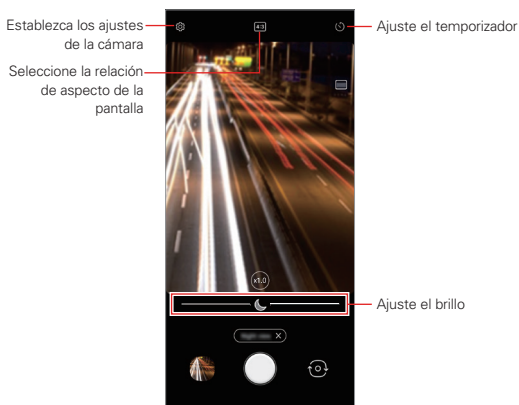 Establezca los ajustes
de la cámara
4:3
Ajuste el temporizador
Seleccione la relación
de aspecto de la
pantalla
x1.0
Ajuste el brillo
X